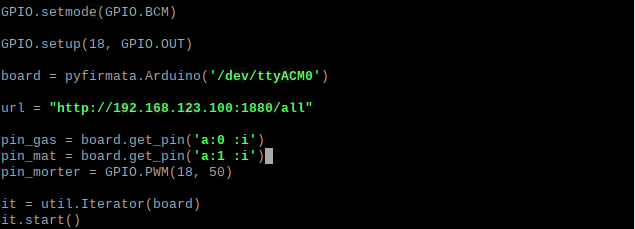 GPIO.setmode(GPIO.BCM)
GPIO.setup(18, GPIO.OUT)
board = pyfirmata.Arduino('/dev/ttyACM0')
url = "http://192.168.123.100:1880/all"
pin_gas = board.get_pin('a:0 :i')
pin_mat = board.get_pin('a:1 :i')
pin_morter = GPIO.PWM(18, 50)
it = util.Iterator(board)
it.start()